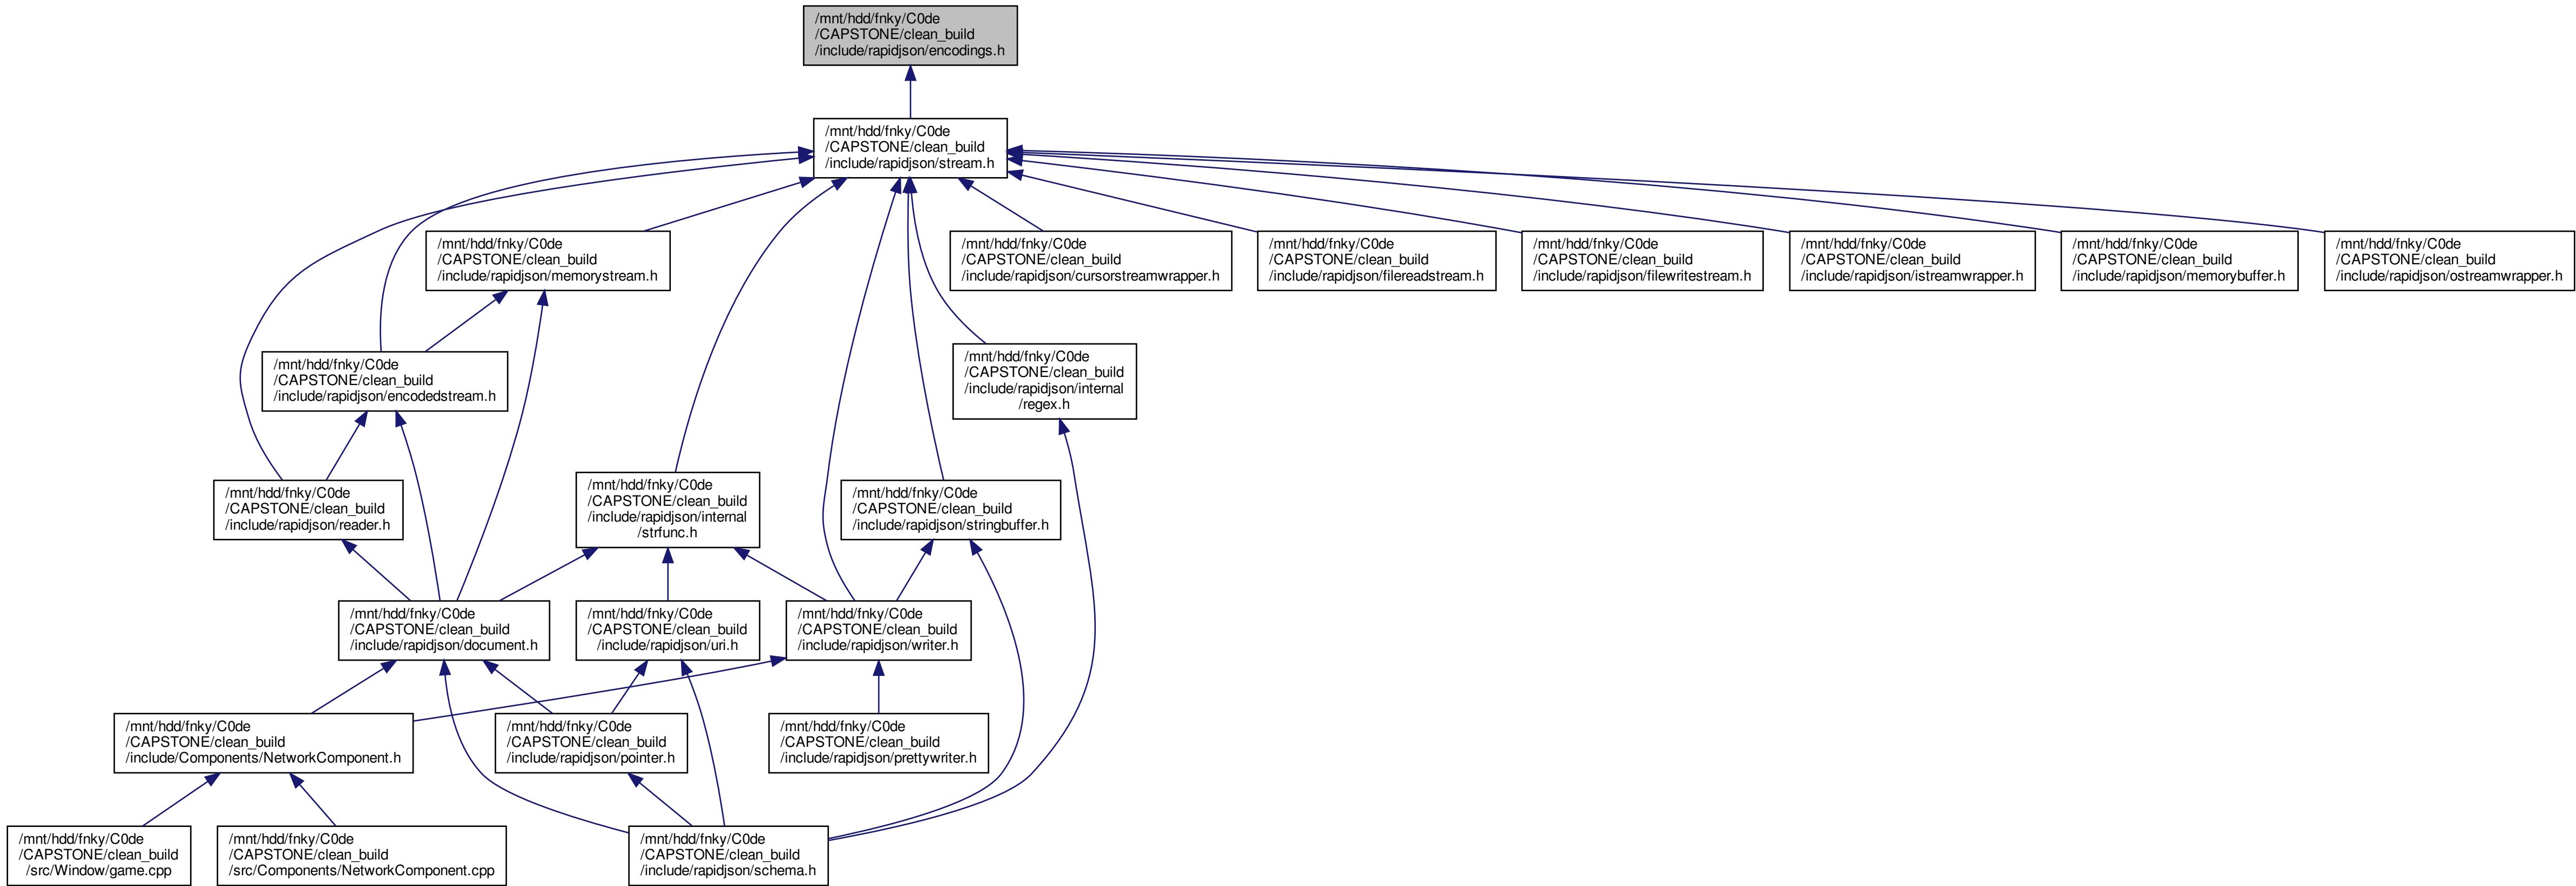 /mnt/hdd/fnky/C0de
/CAPSTONE/clean_build
/include/rapidjson/encodings.h
/mnt/hdd/fnky/C0de
/CAPSTONE/clean_build
/include/rapidjson/stream.h
/mnt/hdd/fnky/C0de
/CAPSTONE/clean_build
/include/rapidjson/memorystream.h
/mnt/hdd/fnky/C0de
/CAPSTONE/clean_build
/include/rapidjson/cursorstreamwrapper.h
/mnt/hdd/fnky/C0de
/CAPSTONE/clean_build
/include/rapidjson/filereadstream.h
/mnt/hdd/fnky/C0de
/CAPSTONE/clean_build
/include/rapidjson/filewritestream.h
/mnt/hdd/fnky/C0de
/CAPSTONE/clean_build
/include/rapidjson/istreamwrapper.h
/mnt/hdd/fnky/C0de
/CAPSTONE/clean_build
/include/rapidjson/memorybuffer.h
/mnt/hdd/fnky/C0de
/CAPSTONE/clean_build
/include/rapidjson/ostreamwrapper.h
/mnt/hdd/fnky/C0de
/CAPSTONE/clean_build
/include/rapidjson/encodedstream.h
/mnt/hdd/fnky/C0de
/CAPSTONE/clean_build
/include/rapidjson/internal
/regex.h
/mnt/hdd/fnky/C0de
/CAPSTONE/clean_build
/include/rapidjson/reader.h
/mnt/hdd/fnky/C0de
/CAPSTONE/clean_build
/include/rapidjson/internal
/strfunc.h
/mnt/hdd/fnky/C0de
/CAPSTONE/clean_build
/include/rapidjson/stringbuffer.h
/mnt/hdd/fnky/C0de
/CAPSTONE/clean_build
/include/rapidjson/document.h
/mnt/hdd/fnky/C0de
/CAPSTONE/clean_build
/include/rapidjson/uri.h
/mnt/hdd/fnky/C0de
/CAPSTONE/clean_build
/include/rapidjson/writer.h
/mnt/hdd/fnky/C0de
/CAPSTONE/clean_build
/include/Components/NetworkComponent.h
/mnt/hdd/fnky/C0de
/CAPSTONE/clean_build
/include/rapidjson/pointer.h
/mnt/hdd/fnky/C0de
/CAPSTONE/clean_build
/include/rapidjson/prettywriter.h
/mnt/hdd/fnky/C0de
/CAPSTONE/clean_build
/src/Window/game.cpp
/mnt/hdd/fnky/C0de
/CAPSTONE/clean_build
/src/Components/NetworkComponent.cpp
/mnt/hdd/fnky/C0de
/CAPSTONE/clean_build
/include/rapidjson/schema.h